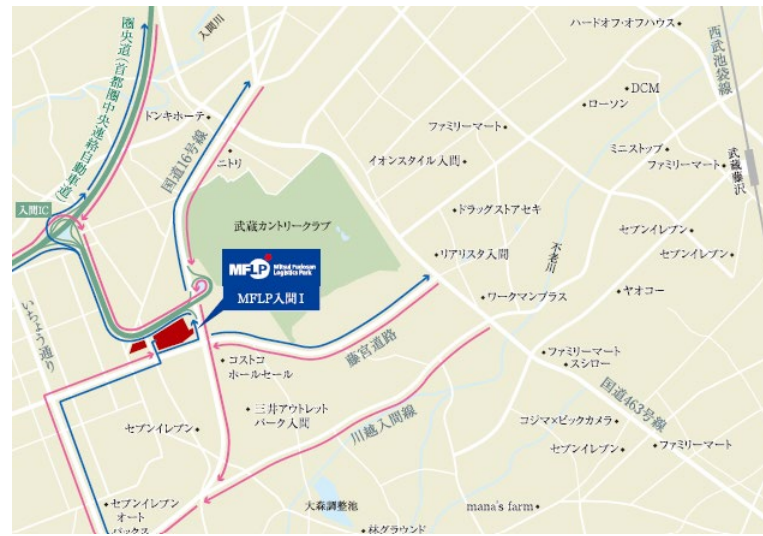 ハードオフ・オフハウス
西武池袋線
入間川
圏央道(首都圏中央連絡自動車道)
DCM
ローソン
ドンキホーテ
ファミリーマート
国道16号線
ニトリ
イオンスタイル入間
ミニストップ
ファミリーマート
武蔵藤沢
入間IC
武蔵カントリークラブ
ドラッグストアセキ
セブンイレブン
不老川
リアリスタ入間
セブンイレブン
MFLP
Mitsui Fudosan
Logistics Park
MFLP入間 I
ワークマンプラス
ヤオコー
いちょう通り
藤宮道路
コストコ
ホールセール
ファミリーマート
スシロー
国道463号線
三井アウトレット
パーク入間
川越入間線
セブンイレブン
コジマ×ビックカメラ
セブンイレブン
ファミリーマート
セブンイレブン
オート
バックス
大森調整池
mana's farm
林グラウンド